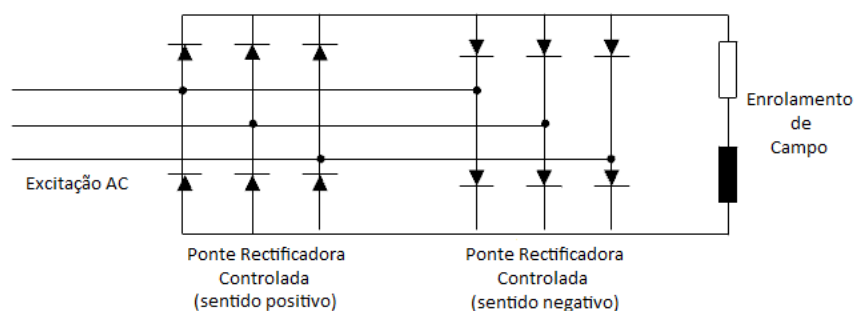 Enrolamento
de
Campo
Excitação AC
Ponte Rectificadora
Controlada
(sentido positivo)
Ponte Rectificadora
Controlada
(sentido negativo)